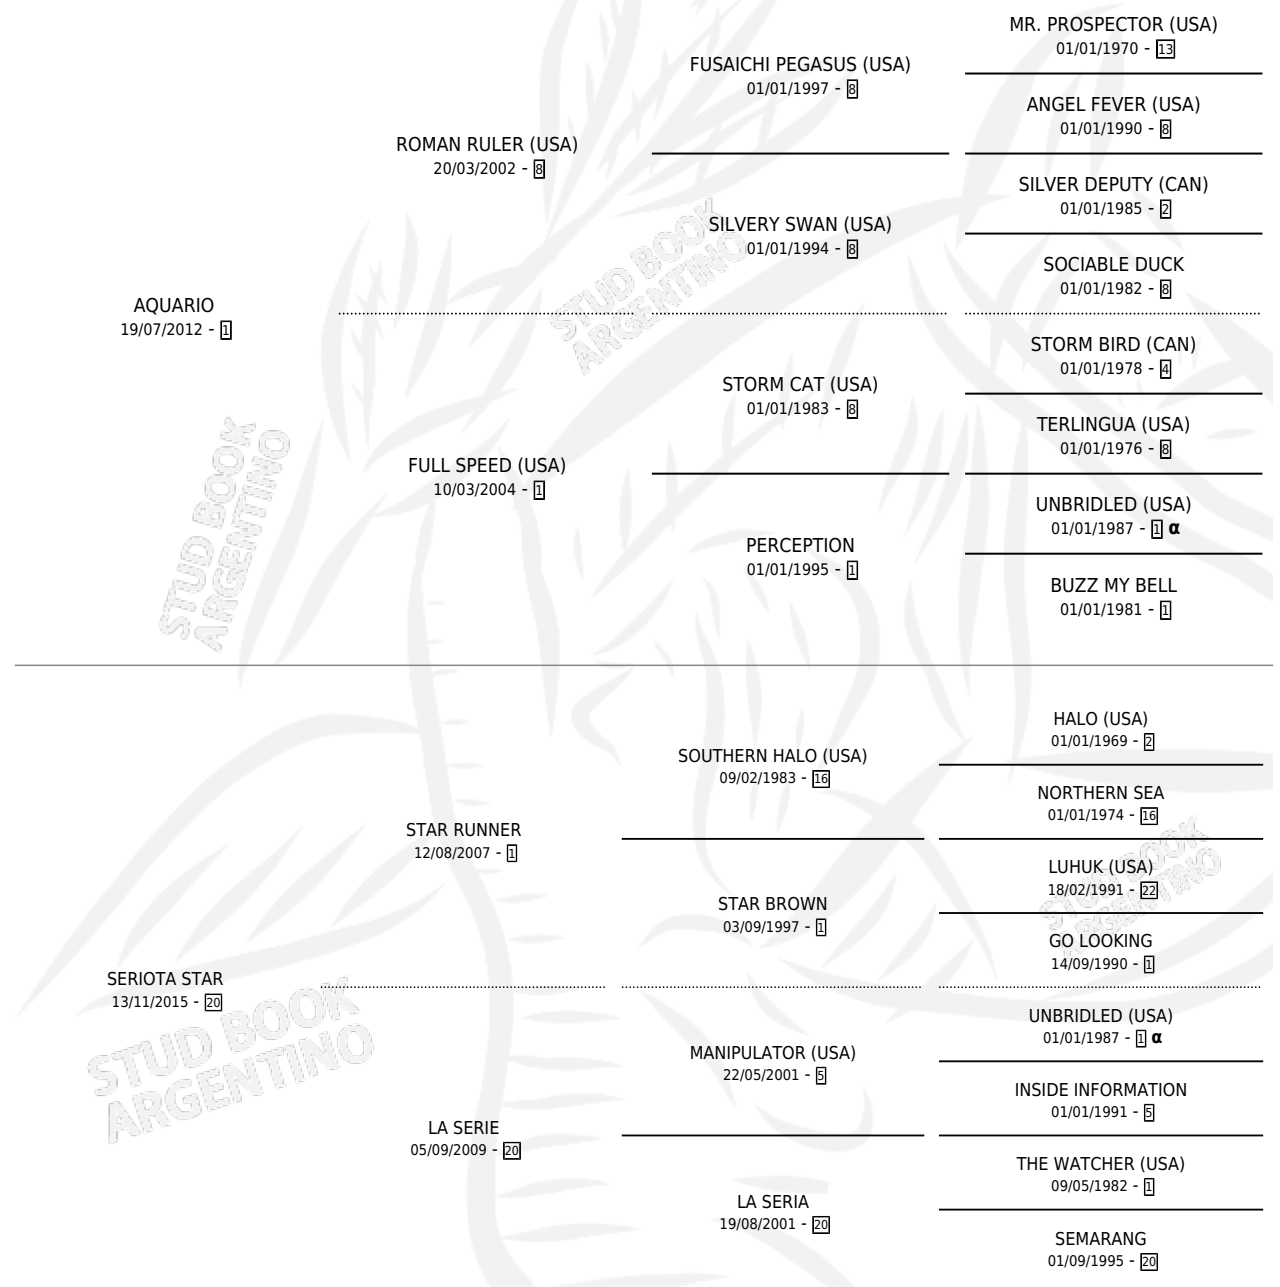 MR. PROSPECTOR (USA)
01/01/1970 - 13
FUSAICHI PEGASUS (USA)
01/01/1997 - 8
ANGEL FEVER (USA)
01/01/1990 - 8
ROMAN RULER (USA)
20/03/2002 - 8
SILVER DEPUTY (CAN)
01/01/1985 - 2
SILVERY SWAN (USA)
01/01/1994 - 8
SOCIABLE DUCK
01/01/1982 - 8
AQUARIO
19/07/2012 - 1
STORM BIRD (CAN)
01/01/1978 - 4
STORM CAT (USA)
01/01/1983 - 8
TERLINGUA (USA)
01/01/1976 - 8
FULL SPEED (USA)
10/03/2004 - 1
UNBRIDLED (USA)
01/01/1987 - 1 α
PERCEPTION
01/01/1995 - 1
BUZZ MY BELL
01/01/1981 - 1
HALO (USA)
01/01/1969 - 2
SOUTHERN HALO (USA)
09/02/1983 - 16
NORTHERN SEA
01/01/1974 - 16
STAR RUNNER
12/08/2007 - 1
LUHUK (USA)
18/02/1991 - 22
STAR BROWN
03/09/1997 - 1
GO LOOKING
14/09/1990 - 1
SERIOTA STAR
13/11/2015 - 20
UNBRIDLED (USA)
01/01/1987 - 1 α
MANIPULATOR (USA)
22/05/2001 - 5
INSIDE INFORMATION
01/01/1991 - 5
LA SERIE
05/09/2009 - 20
THE WATCHER (USA)
09/05/1982 - 1
LA SERIA
19/08/2001 - 20
SEMARANG
01/09/1995 - 20
STUD BOOK
ARGENTINO
STUD BOOK
ARGENTINO
STUD BOOK
ARGENTINO
STUD BOOK
ARGENTINO